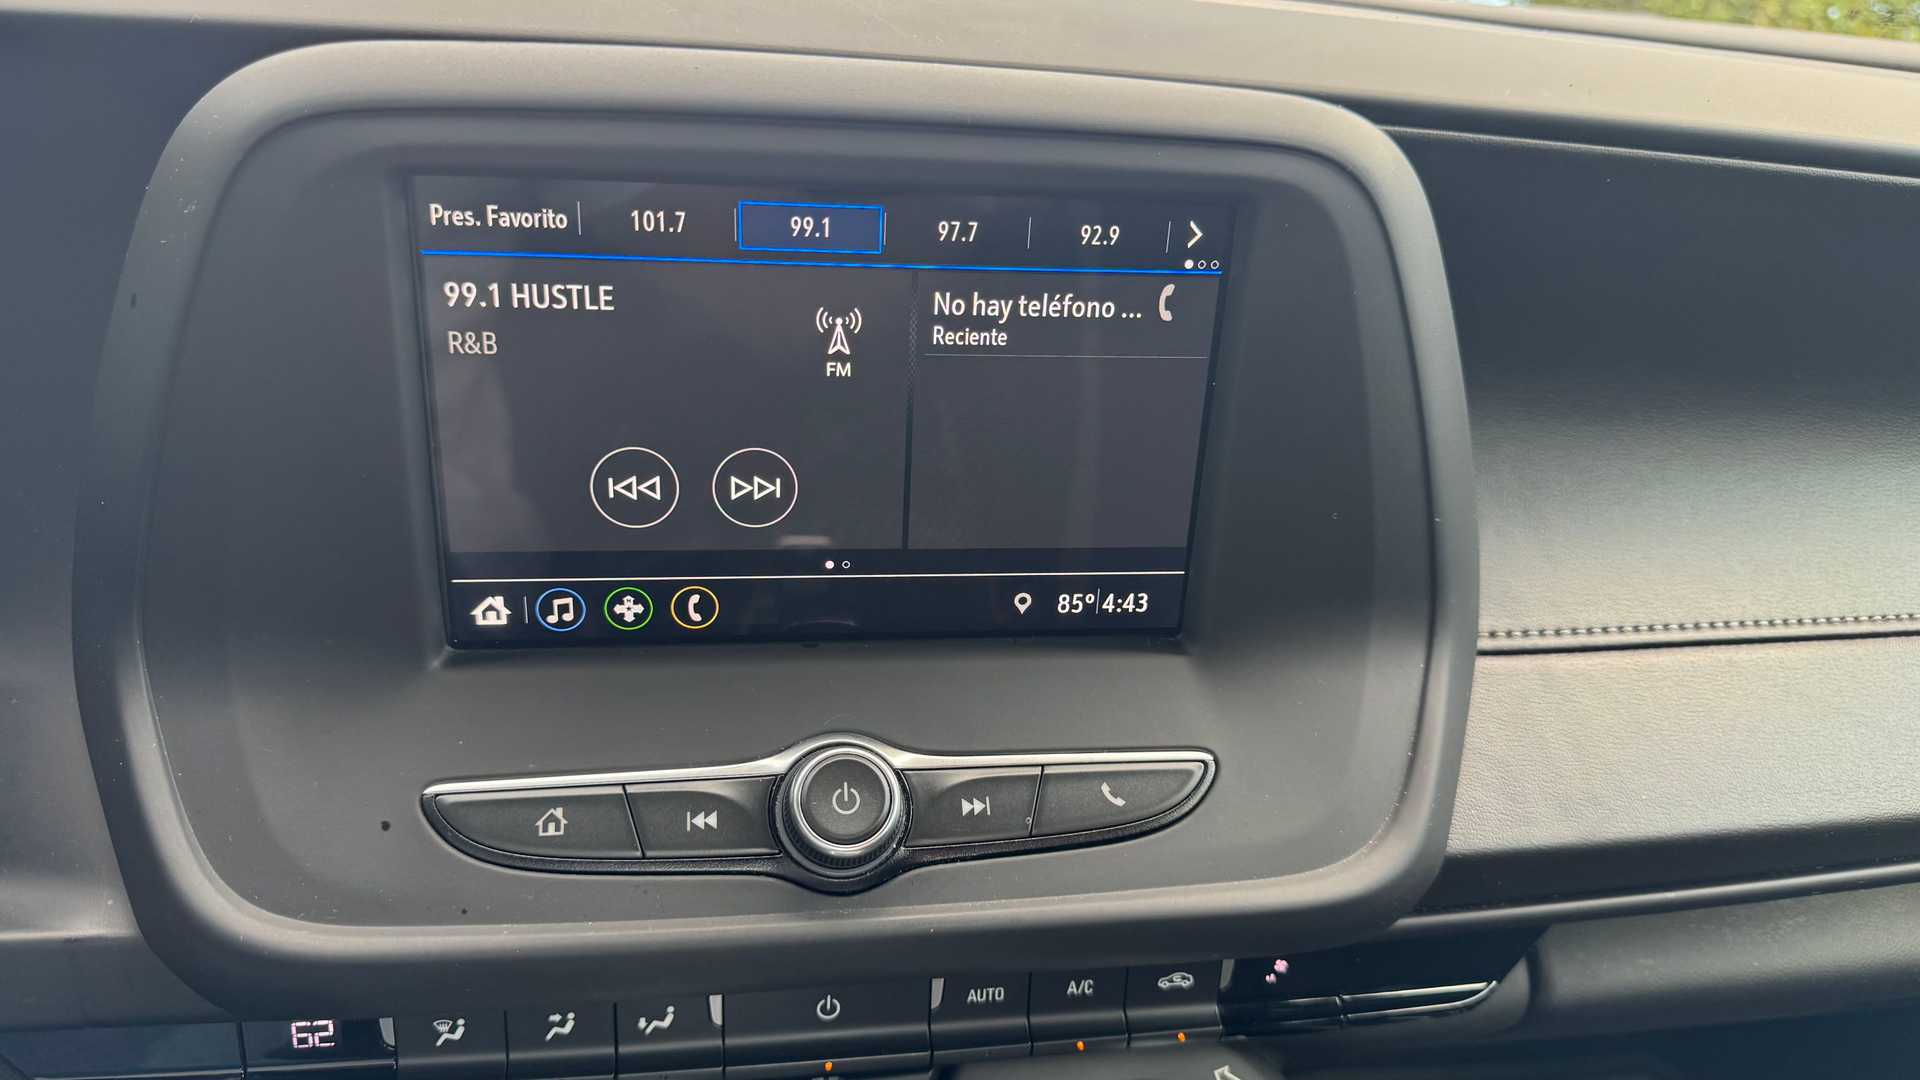 Pres. Favorito 101.7 99.1 97.7 92.9
99.1 HUSTLE
R&B
FM
No hay teléfono ...
Reciente
85° 4:43
62 AUTO A/C